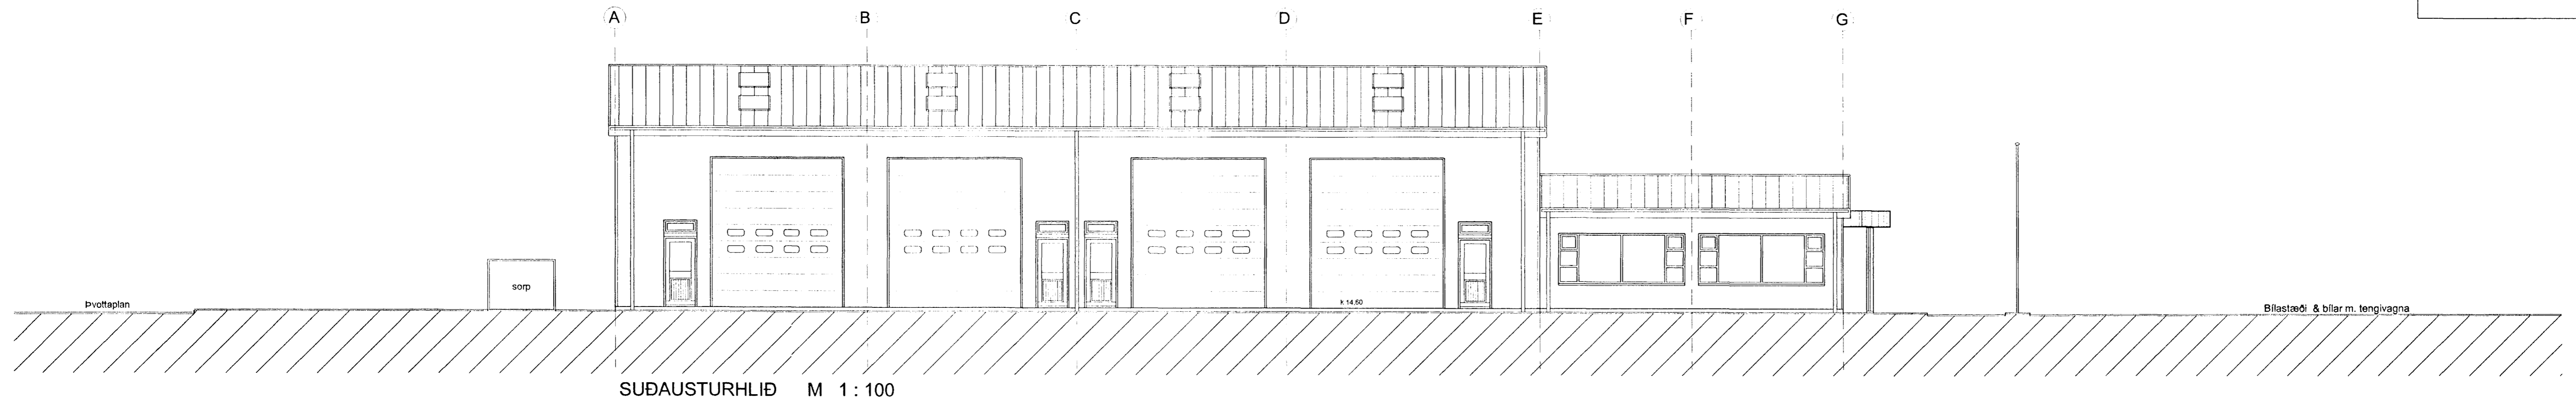 A B C D E F G
sorp
Þvottaplan
k 14,60
Bílastæði & bílar m. tengivagna
SUÐAUSTURHLIÐ M 1 : 100